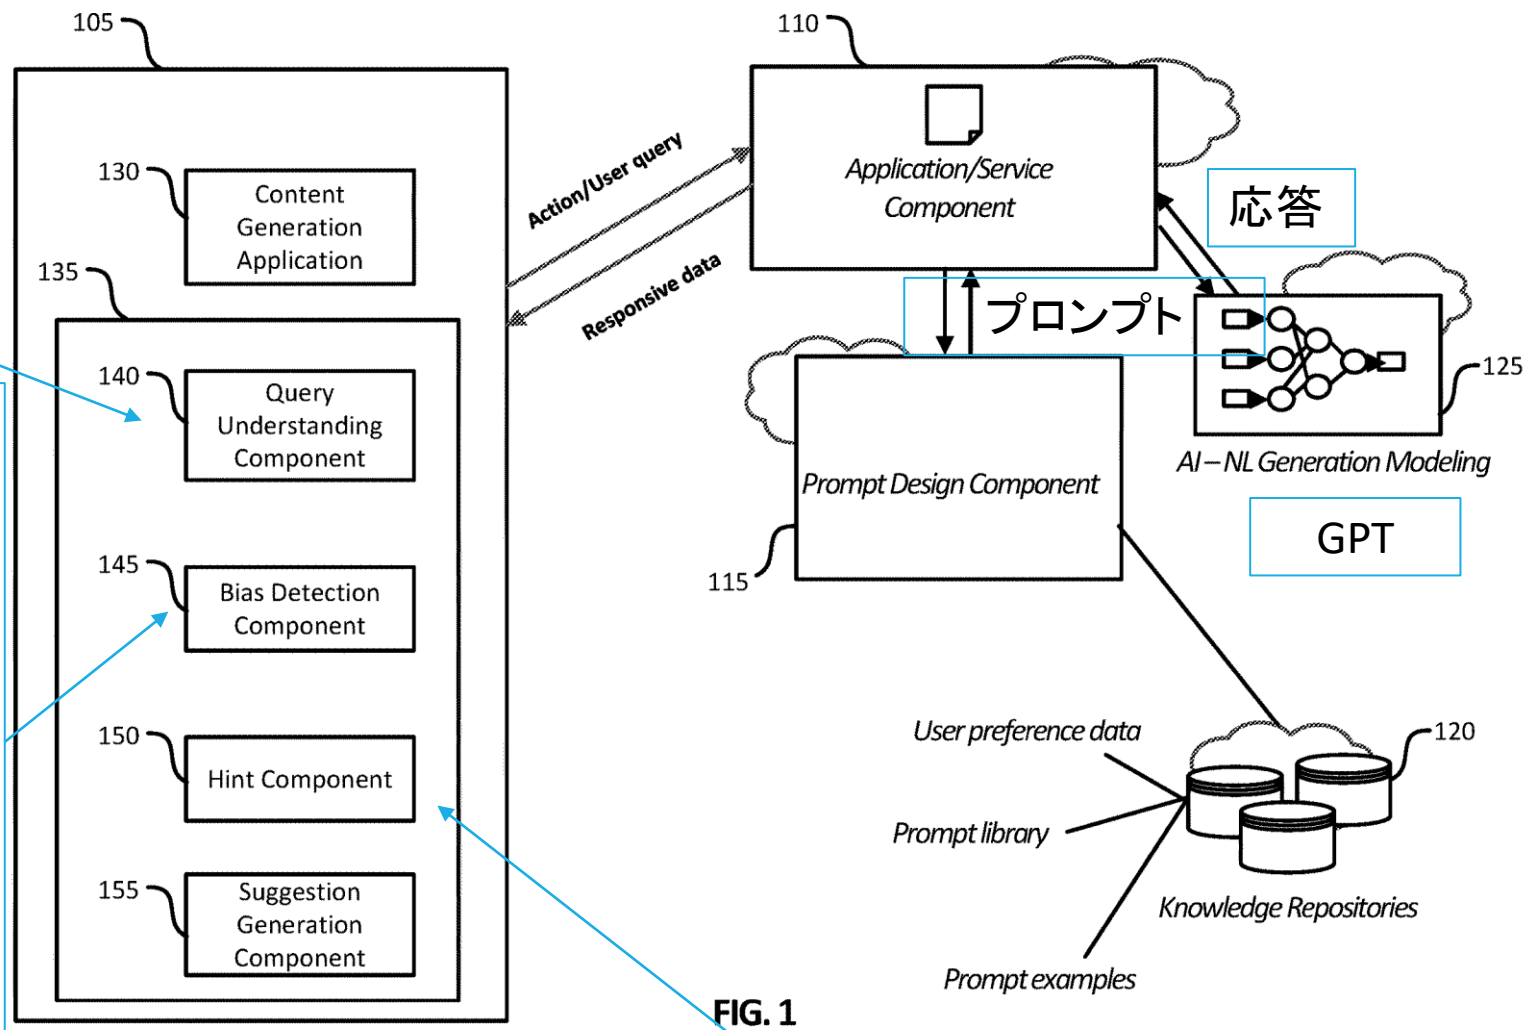 105
130
Content
Generation
Application
135
140
Query
Understanding
Component
145
Bias Detection
Component
150
Hint Component
155
Suggestion
Generation
Component
Action/User query
Responsive data
110
Application/Service
Component
応答
プロンプト
125
AI – NL Generation Modeling
GPT
Prompt Design Component
115
User preference data
Prompt library
Prompt examples
120
Knowledge Repositories
FIG. 1